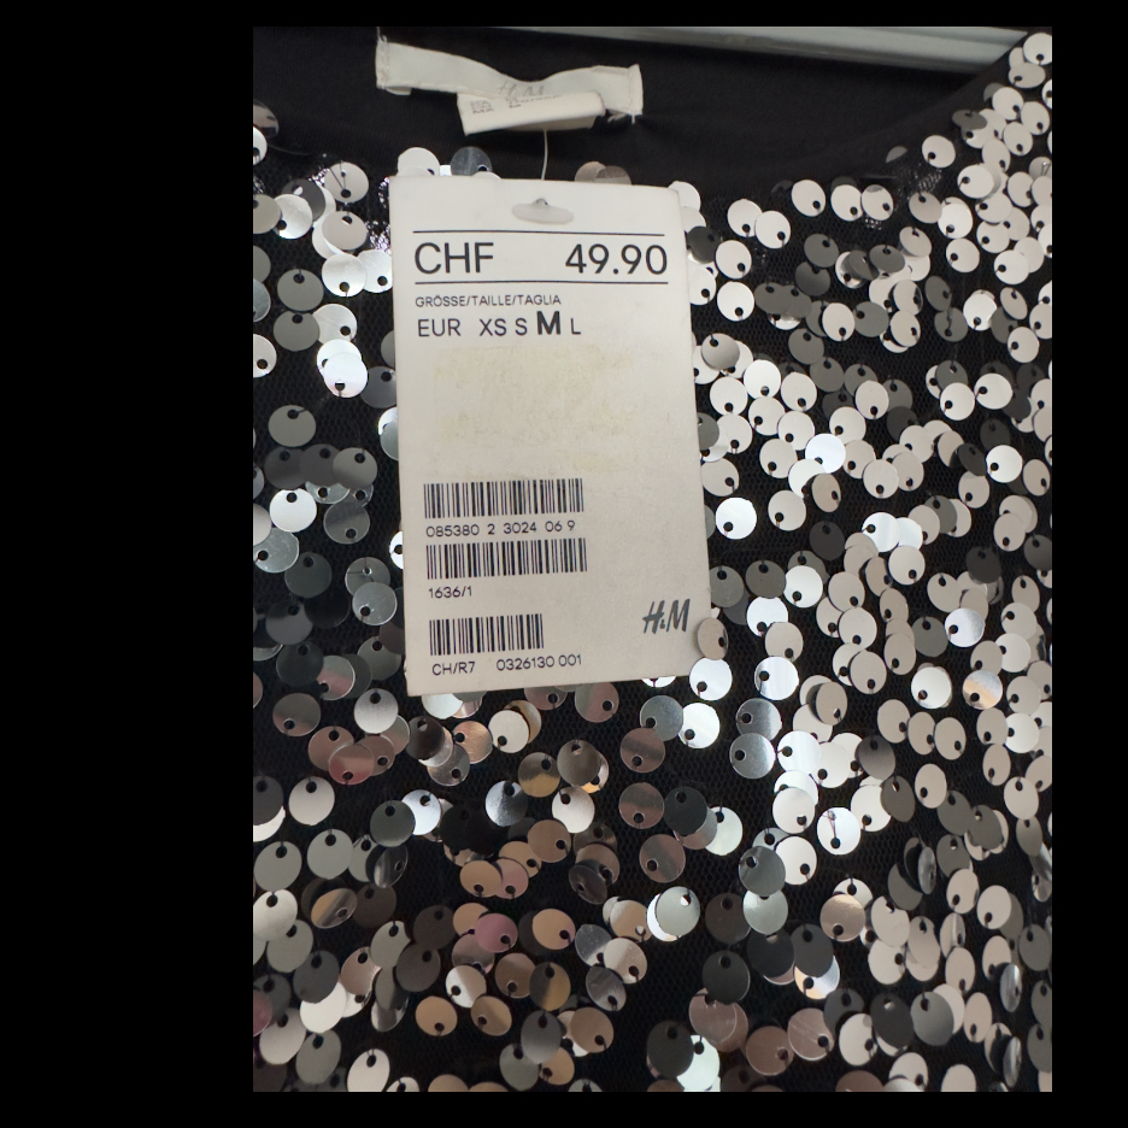 H&M
CHF 49.90
GRÖSSE/TAILLE/TAGLIA
EUR XS S M L
085380 2 3024 06 9
1636/1
H&M
CH/R7 0326130 001